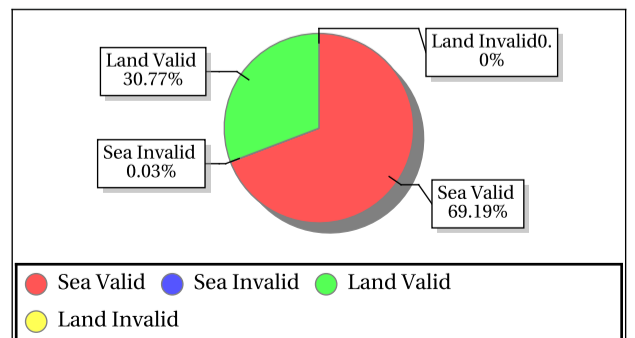 Land Invalid0.
0%
Land Valid
30.77%
Sea Invalid
0.03%
Sea Valid
69.19%
Sea Valid
Sea Invalid
Land Valid
Land Invalid